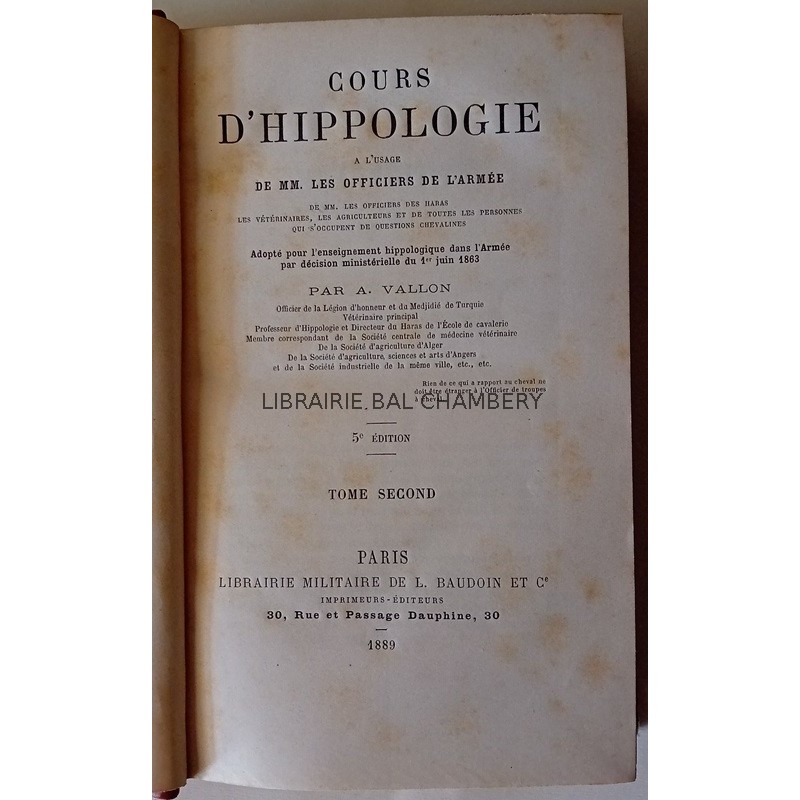 COURS
D'HIPPOLOGIE
A L'USAGE
DE MM. LES OFFICIERS DE L'ARMÉE
DE MM. LES OFFICIERS DES HARAS
LES VÉTÉRINAIRES, LES AGRICULTEURS ET DE TOUTES LES PERSONNES
QUI S'OCCUPENT DE QUESTIONS CHEVALINES
Adopté pour l'enseignement hippologique dans l'Armée
par décision ministérielle du 1er juin 1863
PAR A. VALLON
Officier de la Légion d'honneur et du Medjidié de Turquie
Vétérinaire principal
Professeur d'Hippologie et Directeur du Haras de l'École de cavalerie
Membre correspondant de la Société centrale de médecine vétérinaire
De la Société d'agriculture d'Alger
De la Société d'agriculture, sciences et arts d'Angers
et de la Société industrielle de la même ville, etc., etc.
Rien de ce qui a rapport au cheval ne
doit être étranger à l'Officier de troupes
à cheval.
LIBRAIRIE BAL CHAMBERY
5e ÉDITION
TOME SECOND
PARIS
LIBRAIRIE MILITAIRE DE L. BAUDOIN ET Ce
IMPRIMEURS-ÉDITEURS
30, Rue et Passage Dauphine, 30
1889